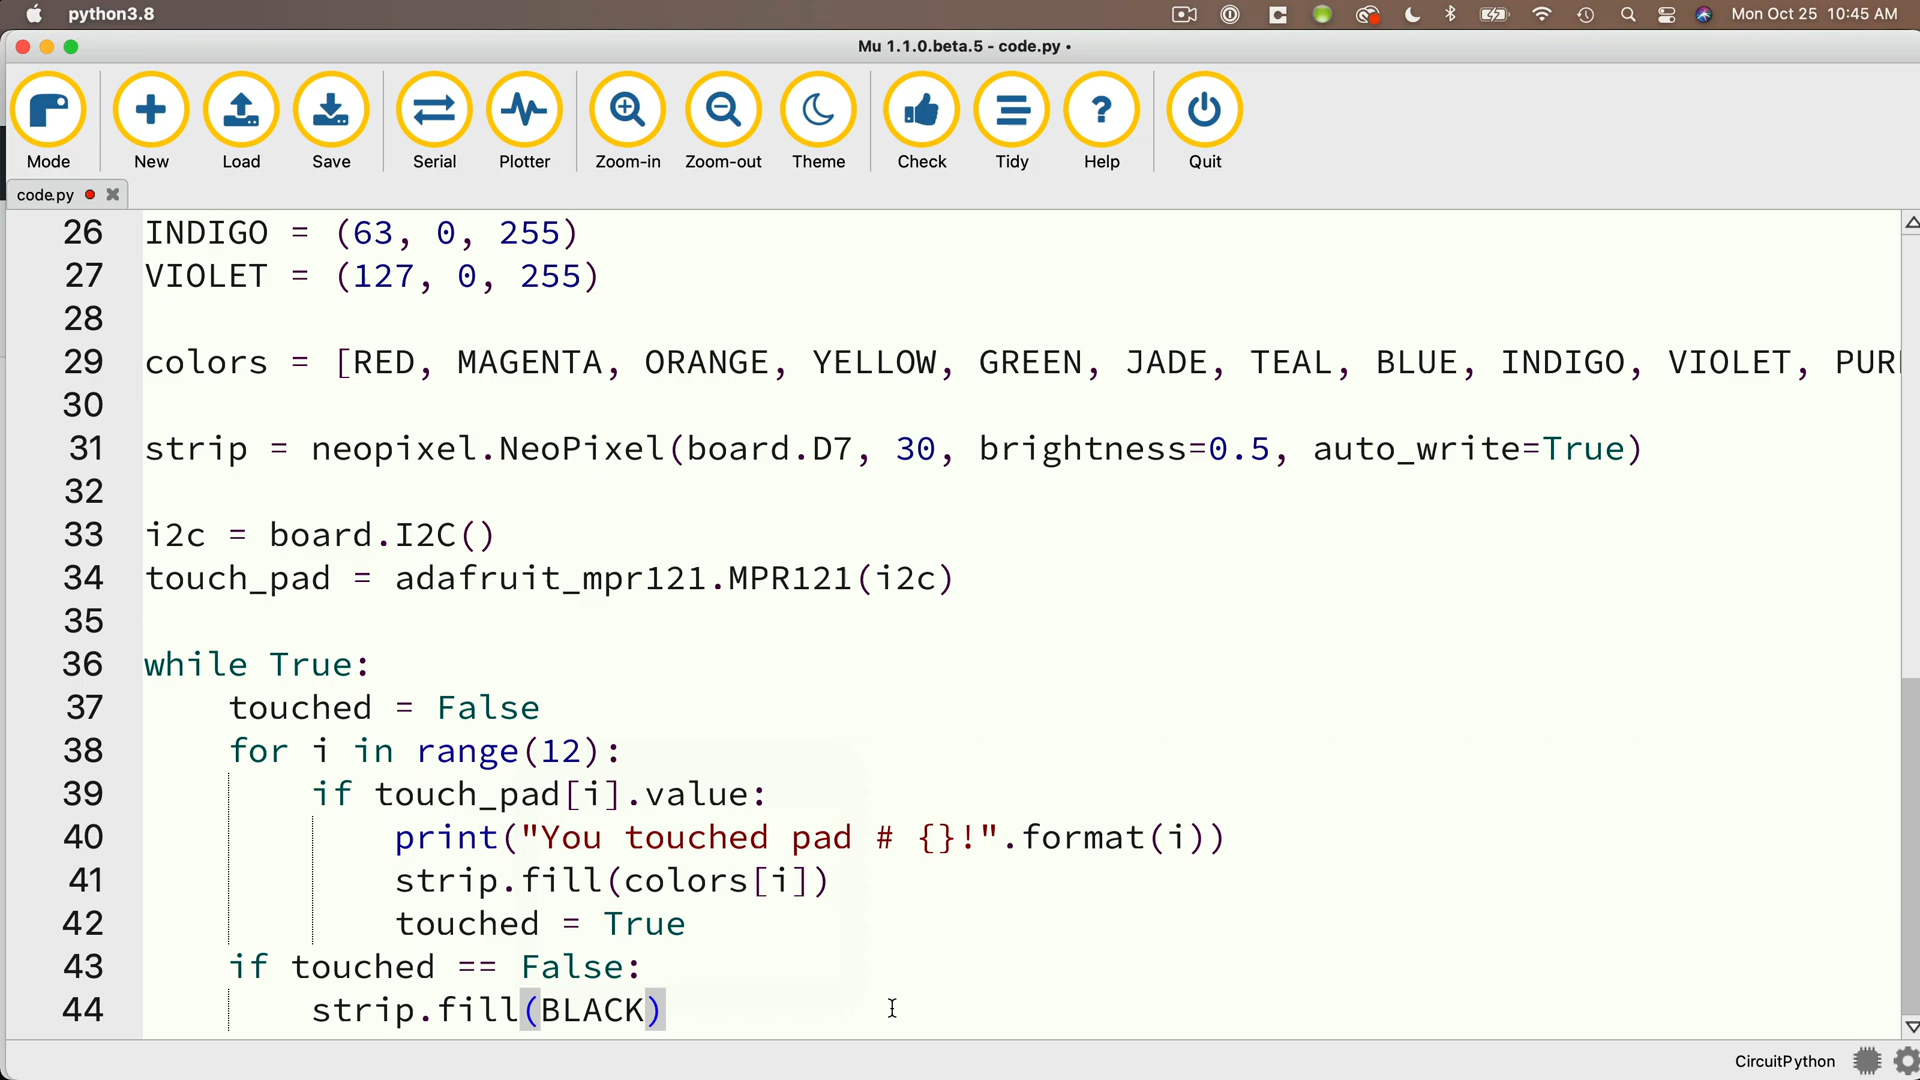 python3.8
Mon Oct 25 10:45 AM
Mu 1.1.0.beta.5 - code.py •
Mode New Load Save Serial Plotter Zoom-in Zoom-out Theme Check Tidy Help Quit
code.py
26 INDIGO = (63, 0, 255)
27 VIOLET = (127, 0, 255)
28
29 colors = [RED, MAGENTA, ORANGE, YELLOW, GREEN, JADE, TEAL, BLUE, INDIGO, VIOLET,
30
31 strip = neopixel.NeoPixel(board.D7, 30, brightness=0.5, auto_write=True)
32
33 i2c = board.I2C()
34 touch_pad = adafruit_mpr121.MPR121(i2c)
35
36 while True:
37 touched = False
38 for i in range(12):
39 if touch_pad[i].value:
40 print("You touched pad # {}!".format(i))
41 strip.fill(colors[i])
42 touched = True
43 if touched == False:
44 strip.fill(BLACK)
CircuitPython